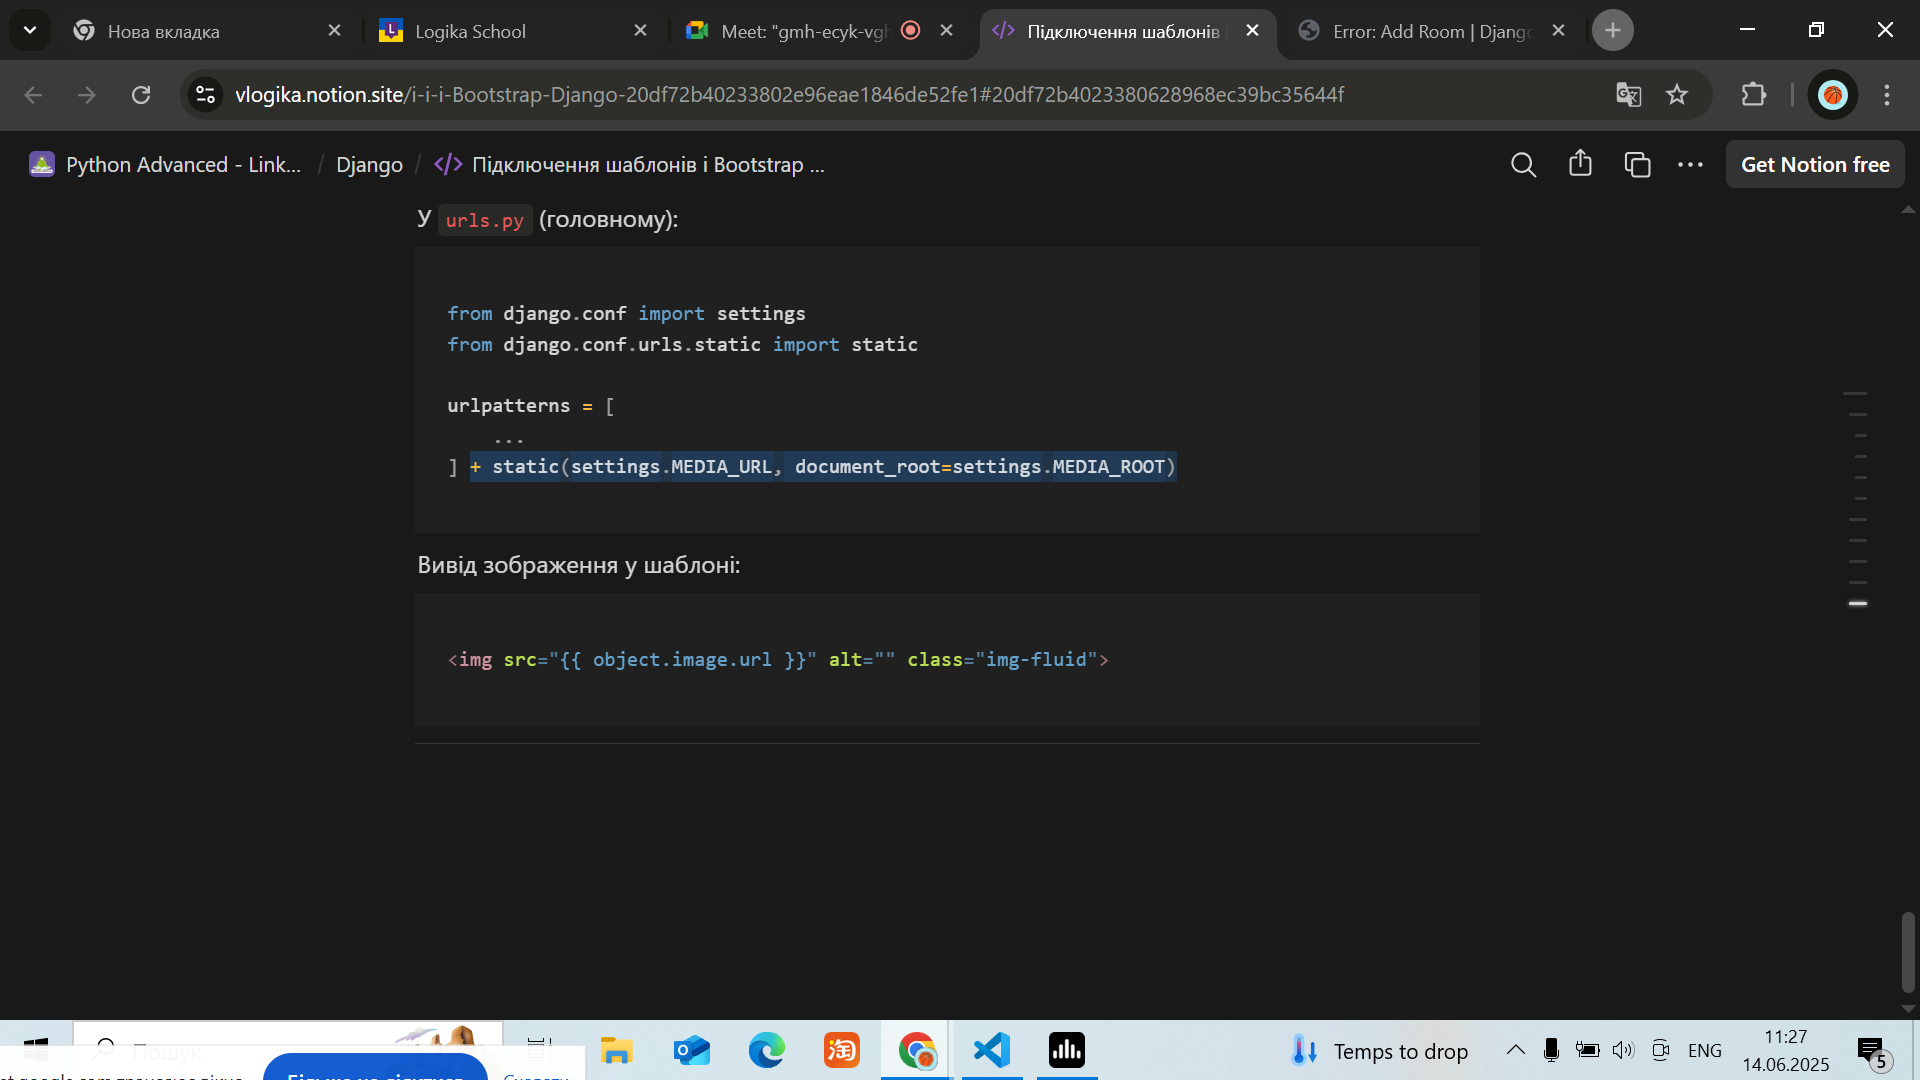 Нова вкладка
Logika School
Meet: "gmh-ecyk-vgh
Підключення шаблонів і
Error: Add Room | Djang
vlogika.notion.site/i-i-i-Bootstrap-Django-20df72b40233802e96eae1846de52fe1#20df72b4023380628968ec39bc35644f
Python Advanced - Link... / Django / Підключення шаблонів і Bootstrap ...
Get Notion free
У urls.py (головному):
from django.conf import settings
from django.conf.urls.static import static
urlpatterns = [
...
] + static(settings.MEDIA_URL, document_root=settings.MEDIA_ROOT)
Вивід зображення у шаблоні:
<img src="{{ object.image.url }}" alt="" class="img-fluid">
Пошук
Temps to drop
ENG
11:27
14.06.2025
5